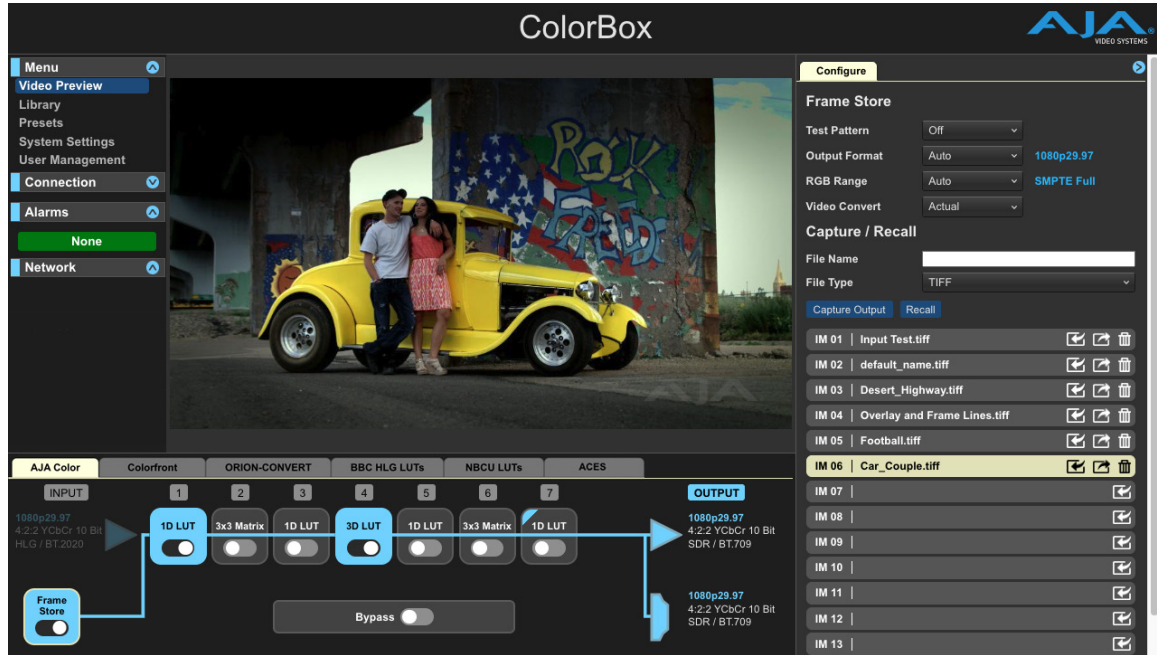 ColorBox
AJA
VIDEO SYSTEMS
Menu
Video Preview
Library
Presets
System Settings
User Management
Connection
Alarms
None
Network
ROCK
FREEDO
AJA
Configure
Frame Store
Test Pattern Off
Output Format Auto 1080p29.97
RGB Range Auto SMPTE Full
Video Convert Actual
Capture / Recall
File Name
File Type TIFF
Capture Output Recall
IM 01 | Input Test.tiff
IM 02 | default_name.tiff
IM 03 | Desert_Highway.tiff
IM 04 | Overlay and Frame Lines.tiff
IM 05 | Football.tiff
IM 06 | Car_Couple.tiff
IM 07 |
IM 08 |
IM 09 |
IM 10 |
IM 11 |
IM 12 |
IM 13 |
AJA Color Colorfront ORION-CONVERT BBC HLG LUTs NBCU LUTs ACES
INPUT 1 2 3 4 5 6 7 OUTPUT
1080p29.97
4:2:2 YCbCr 10 Bit
HLG / BT.2020
1D LUT 3x3 Matrix 1D LUT 3D LUT 1D LUT 3x3 Matrix 1D LUT
1080p29.97
4:2:2 YCbCr 10 Bit
SDR / BT.709
Frame
Store
Bypass
1080p29.97
4:2:2 YCbCr 10 Bit
SDR / BT.709